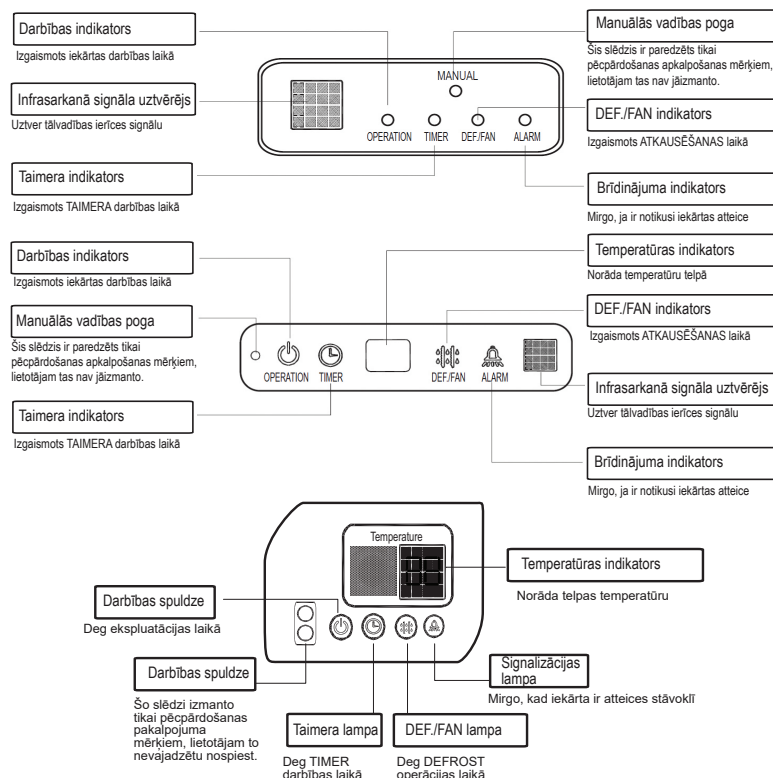 Darbības indikators
Izgaismots iekārtas darbības laikā
Infrasarkanā signāla uztvērējs
Uztver tālvadības ierīces signālu
Taimera indikators
Izgaismots TAIMERA darbības laikā
MANUAL
OPERATION TIMER DEF./FAN ALARM
Manuālās vadības poga
Šis slēdzis ir paredzēts tikai
pēcpārdošanas apkalpošanas mērķiem,
lietotājam tas nav jāizmanto.
DEF./FAN indikators
Izgaismots ATKAUSĒŠANAS laikā
Brīdinājuma indikators
Mirgo, ja ir notikusi iekārtas atteice
Darbības indikators
Izgaismots iekārtas darbības laikā
Manuālās vadības poga
Šis slēdzis ir paredzēts tikai
pēcpārdošanas apkalpošanas mērķiem,
lietotājam tas nav jāizmanto.
Taimera indikators
Izgaismots TAIMERA darbības laikā
OPERATION TIMER DEF./FAN ALARM
Temperatūras indikators
Norāda temperatūru telpā
DEF./FAN indikators
Izgaismots ATKAUSĒŠANAS laikā
Infrasarkanā signāla uztvērējs
Uztver tālvadības ierīces signālu
Brīdinājuma indikators
Mirgo, ja ir notikusi iekārtas atteice
Temperature
Temperatūras indikators
Norāda telpas temperatūru
Darbības spuldze
Deg ekspluatācijas laikā
Darbības spuldze
Šo slēdzi izmanto
tikai pēcpārdošanas
pakalpojuma
mērķiem, lietotājam to
nevajadzētu nospiest.
Taimera lampa
Deg TIMER
darbības laikā
DEF./FAN lampa
Deg DEFROST
operācijas laikā
Signalizācijas
lampa
Mirgo, kad iekārta ir atteices stāvoklī